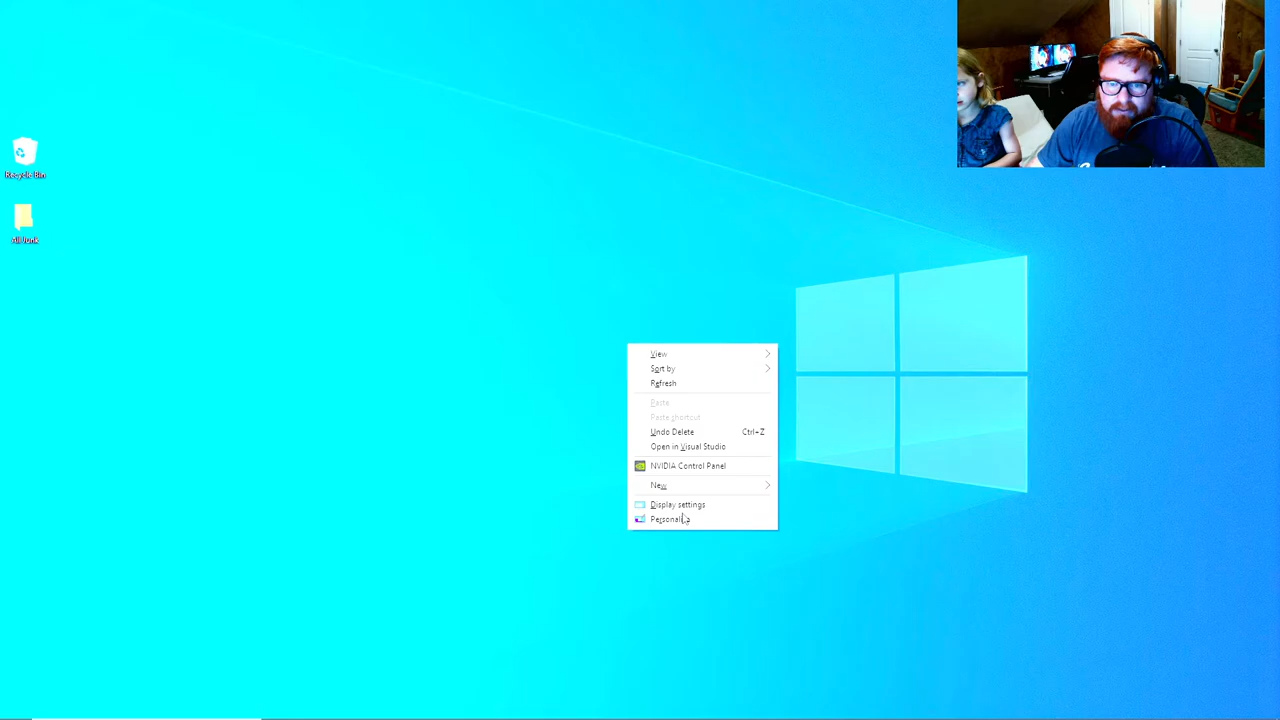 Recycle Bin
All Junk
View
Sort by
Refresh
Paste
Paste shortcut
Undo Delete Ctrl+Z
Open in Visual Studio
NVIDIA Control Panel
New
Display settings
Personalize